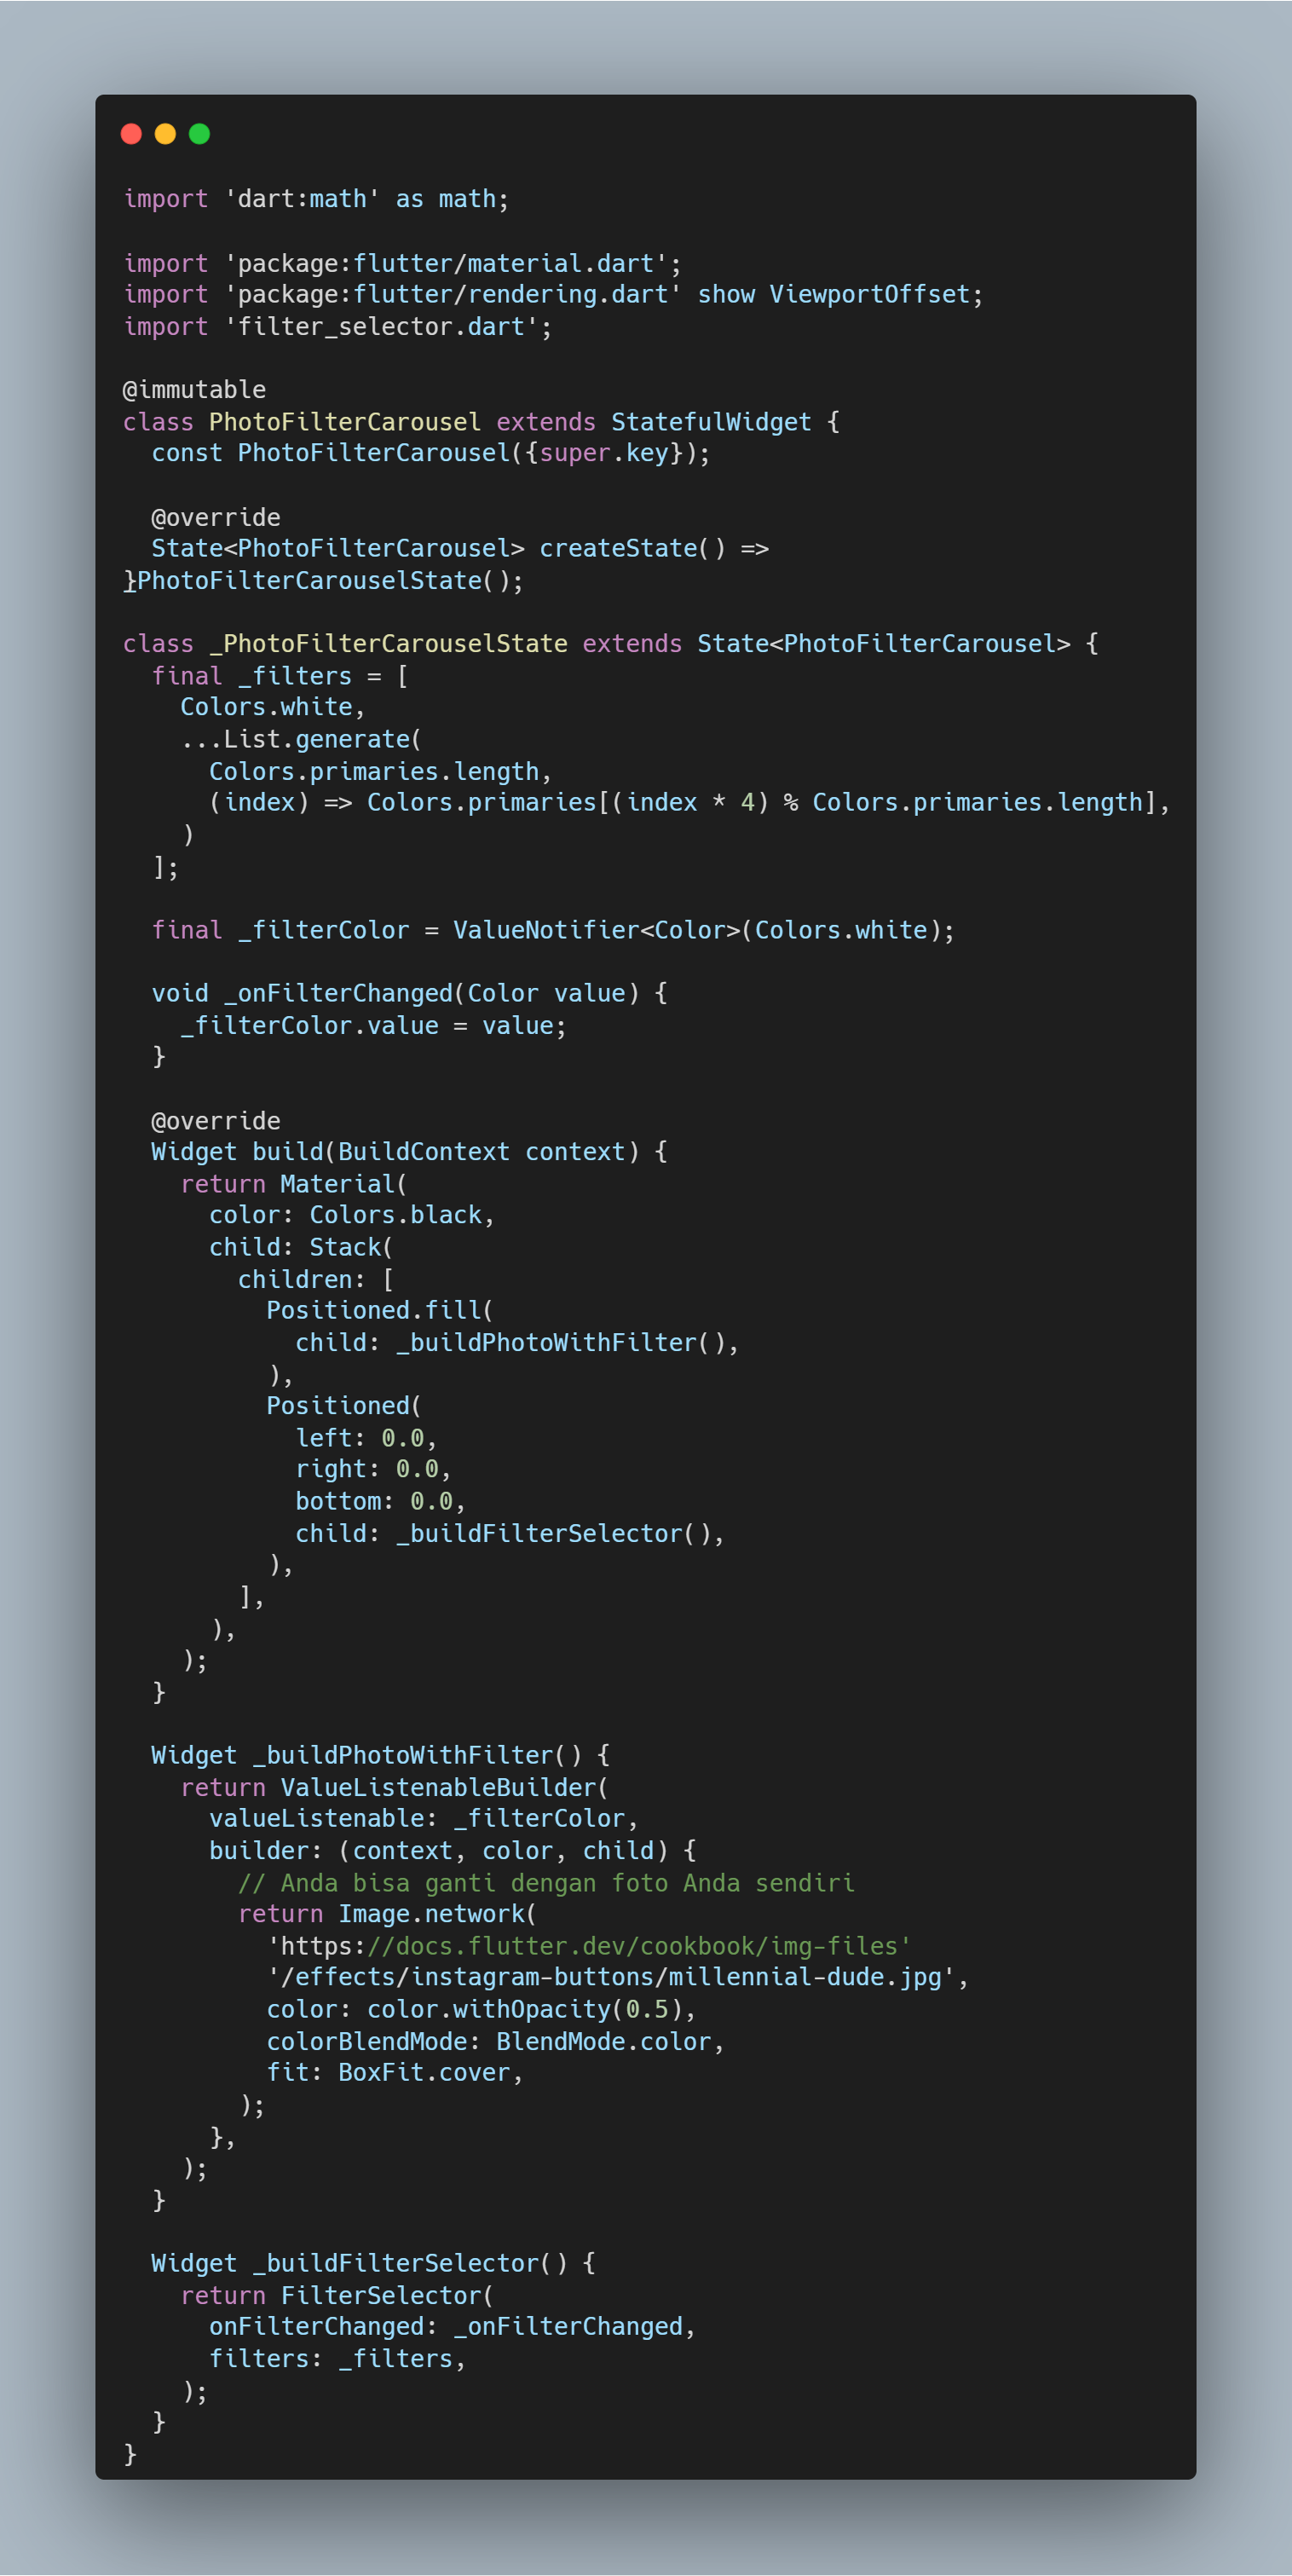 import 'dart:math' as math;

import 'package:flutter/material.dart';
import 'package:flutter/rendering.dart' show ViewportOffset;
import 'filter_selector.dart';

@immutable
class PhotoFilterCarousel extends StatefulWidget {
  const PhotoFilterCarousel({super.key});

  @override
  State<PhotoFilterCarousel> createState() =>
}_PhotoFilterCarouselState();

class _PhotoFilterCarouselState extends State<PhotoFilterCarousel> {
  final _filters = [
    Colors.white,
    ...List.generate(
      Colors.primaries.length,
      (index) => Colors.primaries[(index * 4) % Colors.primaries.length],
    )
  ];

  final _filterColor = ValueNotifier<Color>(Colors.white);

  void _onFilterChanged(Color value) {
    _filterColor.value = value;
  }

  @override
  Widget build(BuildContext context) {
    return Material(
      color: Colors.black,
      child: Stack(
        children: [
          Positioned.fill(
            child: _buildPhotoWithFilter(),
          ),
          Positioned(
            left: 0.0,
            right: 0.0,
            bottom: 0.0,
            child: _buildFilterSelector(),
          ),
        ],
      ),
    );
  }

  Widget _buildPhotoWithFilter() {
    return ValueListenableBuilder(
      valueListenable: _filterColor,
      builder: (context, color, child) {
        // Anda bisa ganti dengan foto Anda sendiri
        return Image.network(
          'https://docs.flutter.dev/cookbook/img-files'
          '/effects/instagram-buttons/millennial-dude.jpg',
          color: color.withOpacity(0.5),
          colorBlendMode: BlendMode.color,
          fit: BoxFit.cover,
        );
      },
    );
  }

  Widget _buildFilterSelector() {
    return FilterSelector(
      onFilterChanged: _onFilterChanged,
      filters: _filters,
    );
  }
}